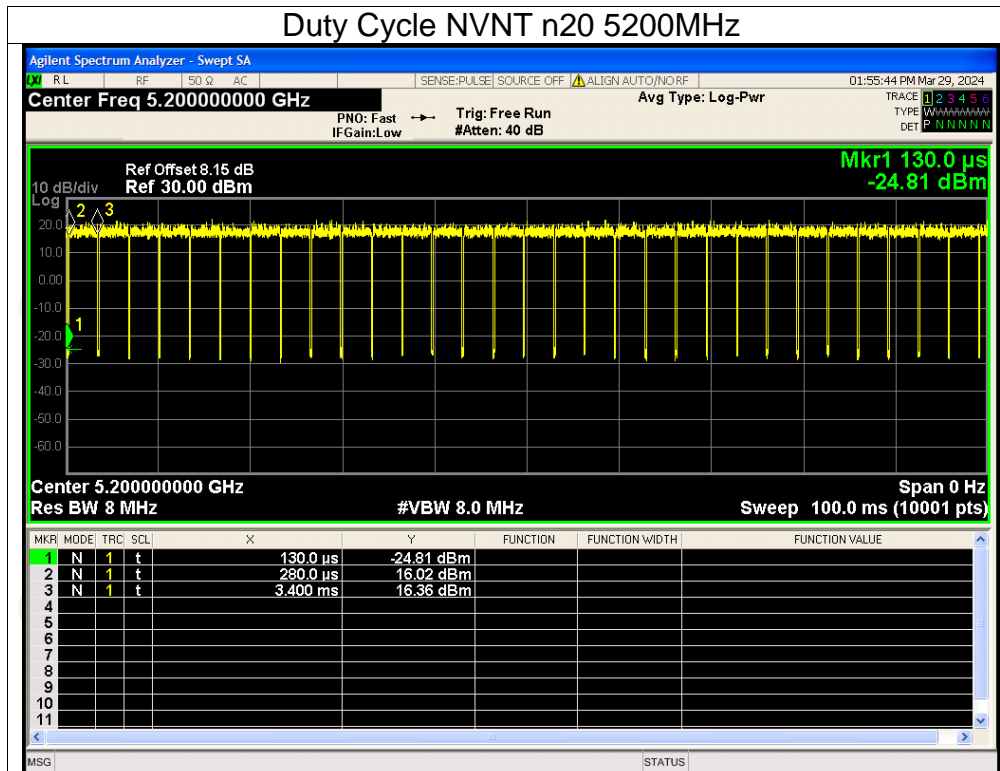 Duty Cycle NVNT n20 5200MHz
Agilent Spectrum Analyzer - Swept SA
LXI RL RF 50 Ω AC SENSE:PULSE SOURCE OFF ALIGN AUTO/NO RF 01:55:44 PM Mar 29, 2024
Center Freq 5.200000000 GHz Avg Type: Log-Pwr TRACE 1 2 3 4 5 6
PNO: Fast Trig: Free Run TYPE WWWWWW
IFGain:Low #Atten: 40 dB DET P N N N N N
Mkr1 130.0 µs
Ref Offset 8.15 dB
10 dB/div Ref 30.00 dBm -24.81 dBm
Log
2 3
20.0
10.0
0.00
-10.0
1
-20.0
-30.0
-40.0
-50.0
-60.0
Center 5.200000000 GHz Span 0 Hz
Res BW 8 MHz #VBW 8.0 MHz Sweep 100.0 ms (10001 pts)
MKR MODE TRC SCL X Y FUNCTION FUNCTION WIDTH FUNCTION VALUE
1 N 1 t 130.0 µs -24.81 dBm
2 N 1 t 280.0 µs 16.02 dBm
3 N 1 t 3.400 ms 16.36 dBm
4
5
6
7
8
9
10
11
MSG STATUS